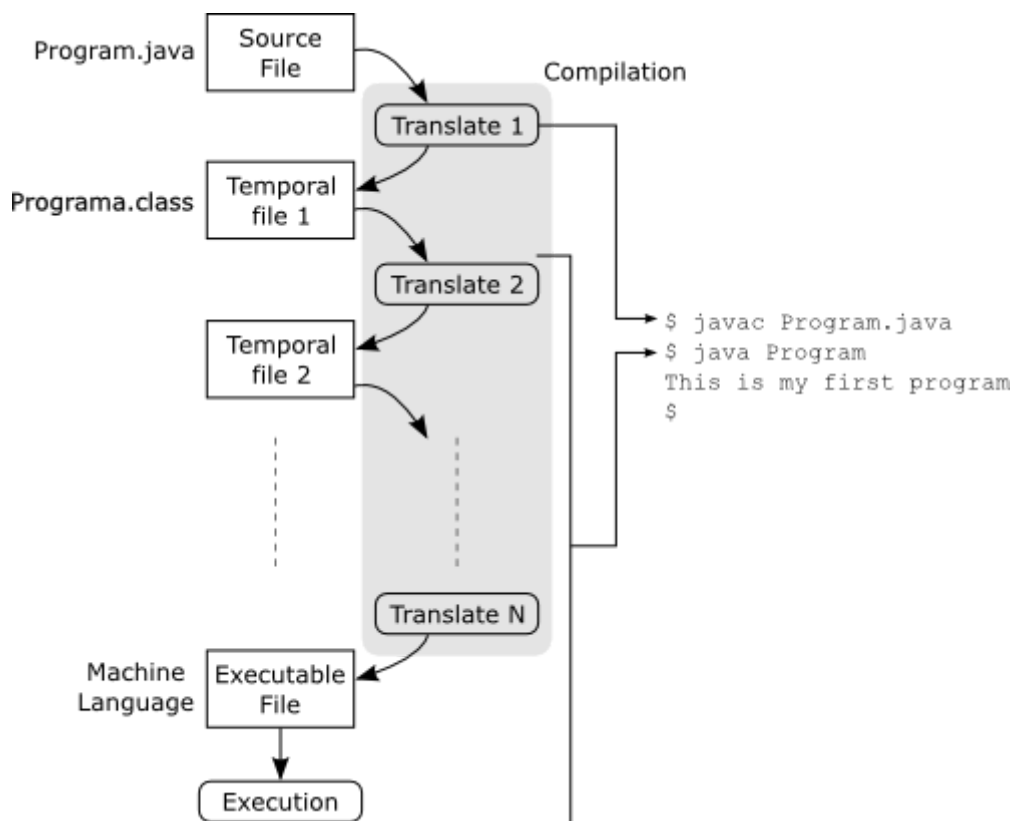 Program.java
Source
File
Compilation
Translate 1
Programa.class
Temporal
file 1
Translate 2
Temporal
file 2
$ javac Program.java
$ java Program
This is my first program
$
Translate N
Machine
Language
Executable
File
Execution